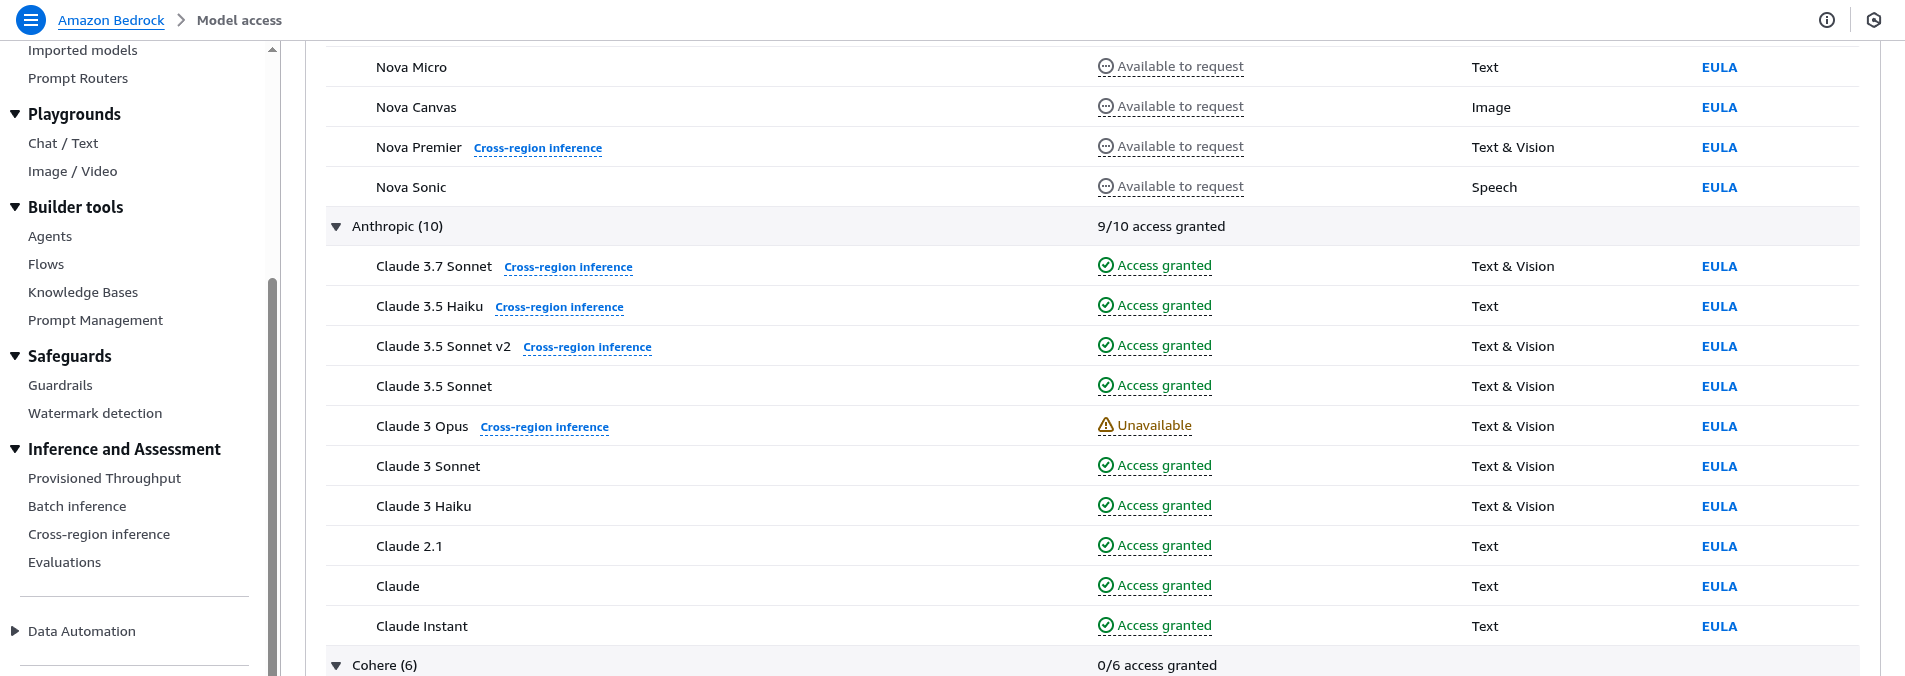 Amazon Bedrock > Model access
Imported models
Prompt Routers
Playgrounds
Chat / Text
Image / Video
Builder tools
Agents
Flows
Knowledge Bases
Prompt Management
Safeguards
Guardrails
Watermark detection
Inference and Assessment
Provisioned Throughput
Batch inference
Cross-region inference
Evaluations
Data Automation
Nova Micro Available to request Text EULA
Nova Canvas Available to request Image EULA
Nova Premier Cross-region inference Available to request Text & Vision EULA
Nova Sonic Available to request Speech EULA
Anthropic (10) 9/10 access granted
Claude 3.7 Sonnet Cross-region inference Access granted Text & Vision EULA
Claude 3.5 Haiku Cross-region inference Access granted Text EULA
Claude 3.5 Sonnet v2 Cross-region inference Access granted Text & Vision EULA
Claude 3.5 Sonnet Access granted Text & Vision EULA
Claude 3 Opus Cross-region inference Unavailable Text & Vision EULA
Claude 3 Sonnet Access granted Text & Vision EULA
Claude 3 Haiku Access granted Text & Vision EULA
Claude 2.1 Access granted Text EULA
Claude Access granted Text EULA
Claude Instant Access granted Text EULA
Cohere (6) 0/6 access granted